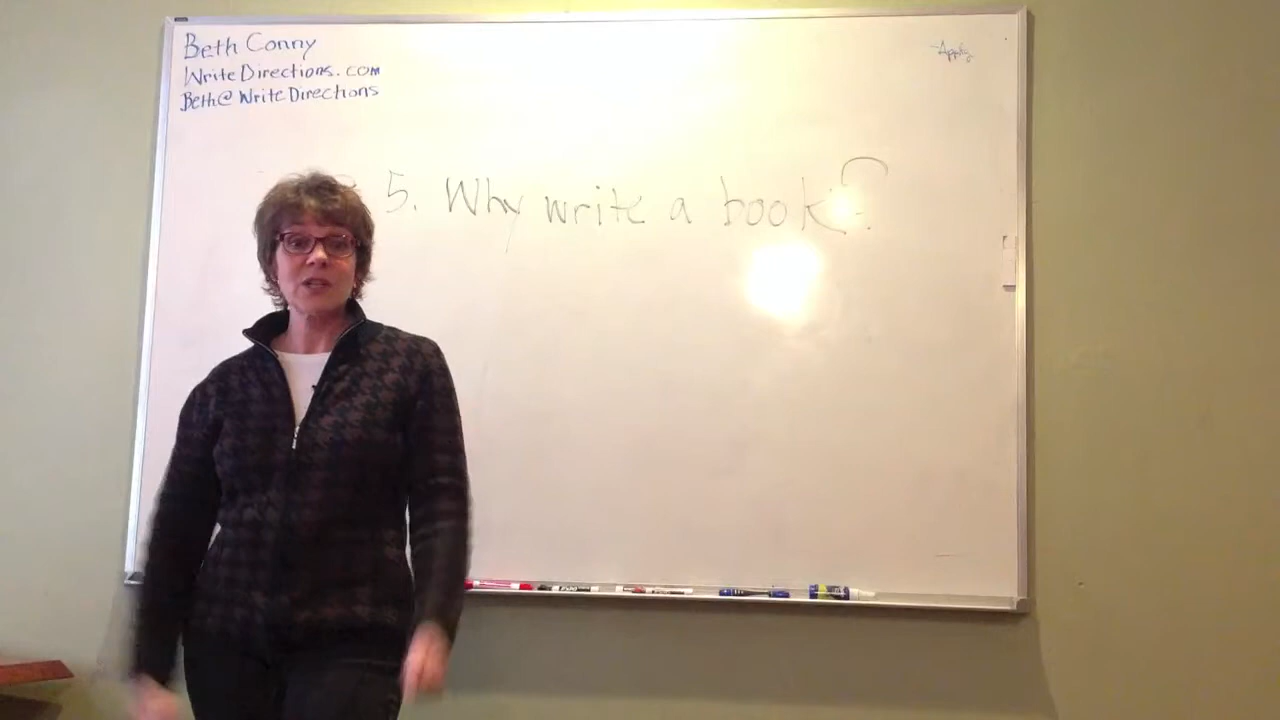 Beth Conny
WriteDirections.com
Beth@WriteDirections
5. Why write a book?